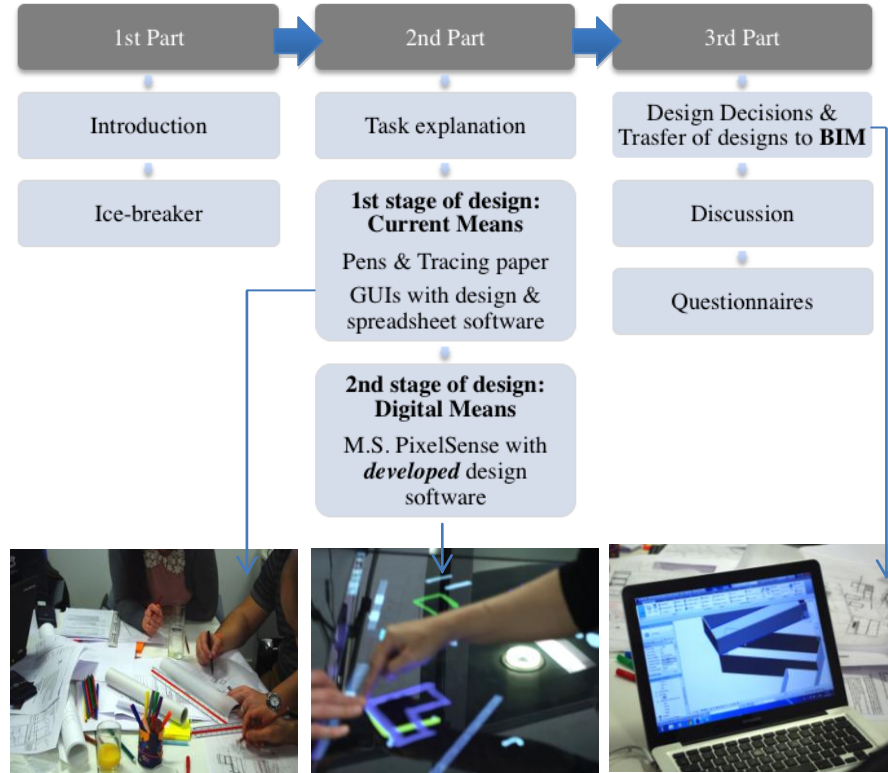 1st Part
2nd Part
3rd Part
Introduction
Ice-breaker
Task explanation
1st stage of design:
Current Means
Pens & Tracing paper
GUIs with design &
spreadsheet software
2nd stage of design:
Digital Means
M.S. PixelSense with
developed design
software
Design Decisions &
Trasfer of designs to BIM
Discussion
Questionnaires